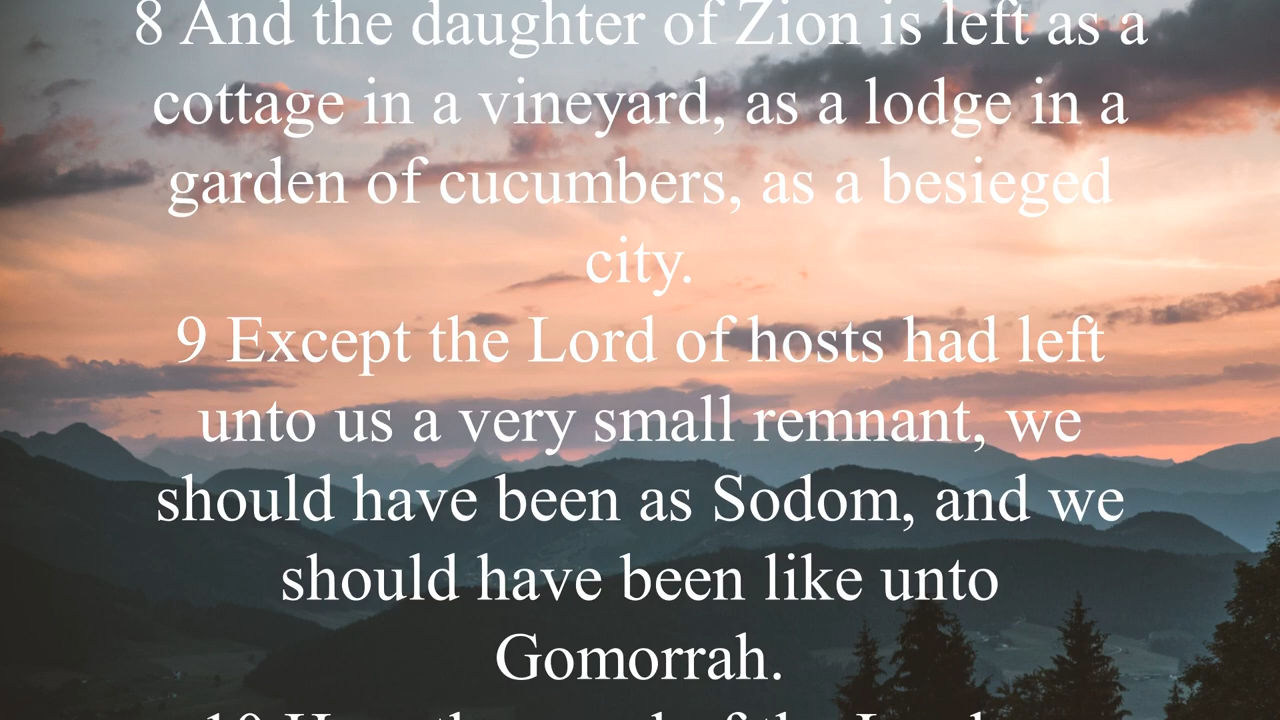 8 And the daughter of Zion is left as a
cottage in a vineyard, as a lodge in a
garden of cucumbers, as a besieged
city.
9 Except the Lord of hosts had left
unto us a very small remnant, we
should have been as Sodom, and we
should have been like unto
Gomorrah.